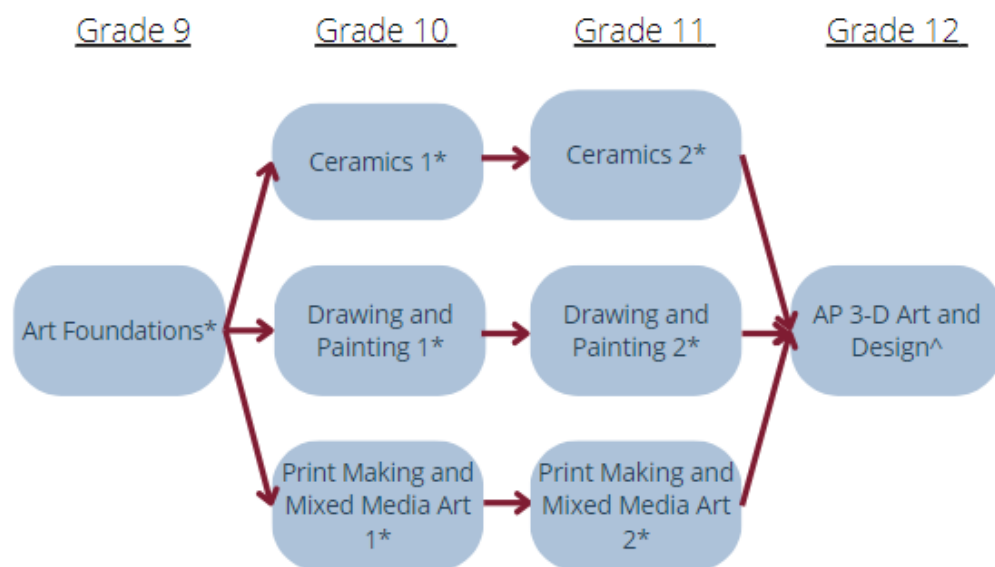 Grade 9
Grade 10
Grade 11
Grade 12
Art Foundations*
Ceramics 1*
Ceramics 2*
Drawing and
Painting 1*
Drawing and
Painting 2*
Print Making and
Mixed Media Art
1*
Print Making and
Mixed Media Art
2*
AP 3-D Art and
Design^